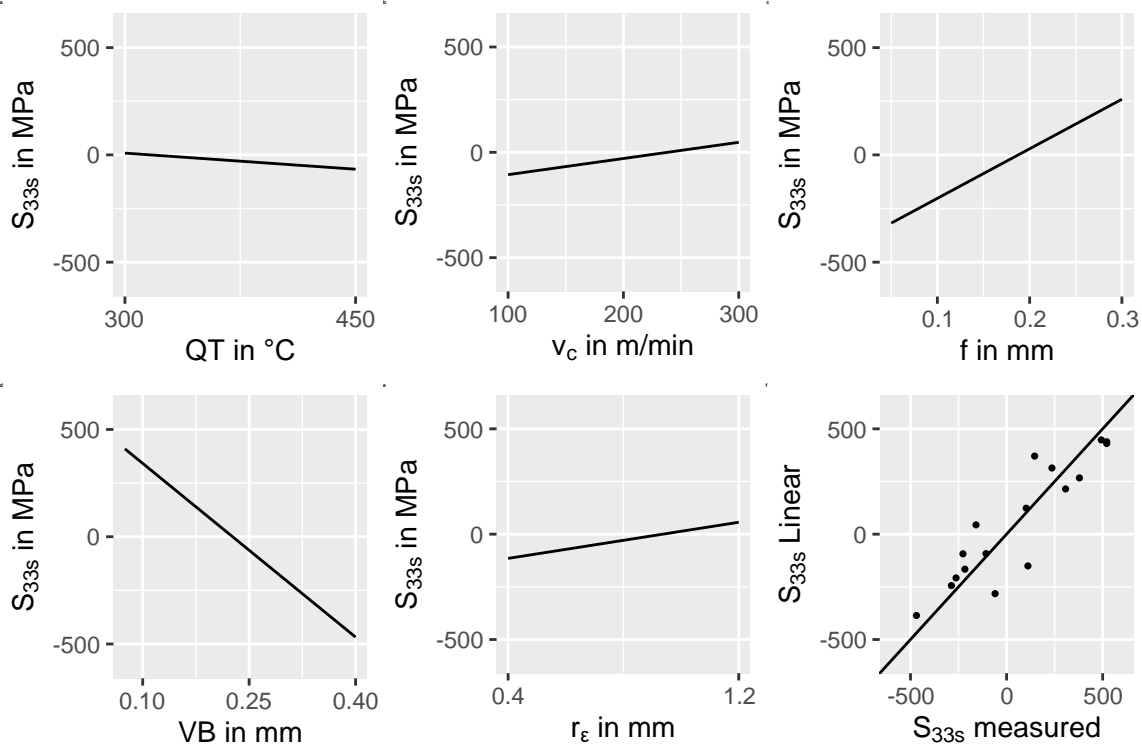 a
b
c
S33s in MPa
500
0
-500
300
450
QT in °C
S33s in MPa
500
0
-500
100
200
300
vc in m/min
S33s in MPa
500
0
-500
0.1
0.2
0.3
f in mm
d
e
f
S33s in MPa
500
0
-500
0.10
0.25
0.40
VB in mm
S33s in MPa
500
0
-500
0.4
1.2
rε in mm
S33s Linear
500
0
-500
-500
0
500
S33s measured